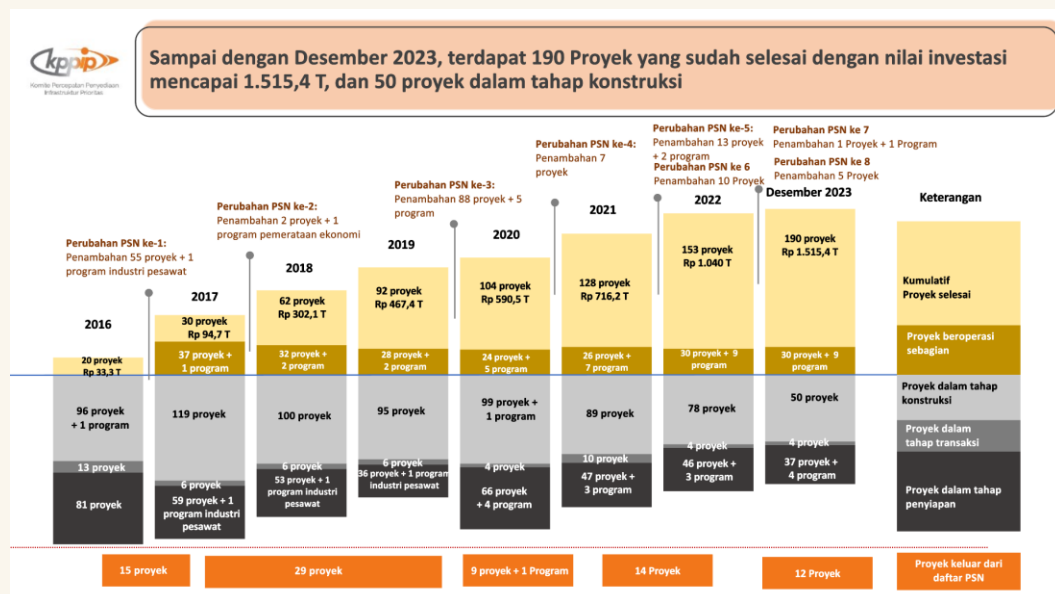 kppip
Komite Percepatan Penyediaan
Infrastruktur Prioritas
Sampai dengan Desember 2023, terdapat 190 Proyek yang sudah selesai dengan nilai investasi
mencapai 1.515,4 T, dan 50 proyek dalam tahap konstruksi
Perubahan PSN ke-1:
Penambahan 55 proyek + 1
program industri pesawat
Perubahan PSN ke-2:
Penambahan 2 proyek + 1
program pemerataan ekonomi
Perubahan PSN ke-3:
Penambahan 88 proyek + 5
program
Perubahan PSN ke-4:
Penambahan 7
proyek
Perubahan PSN ke-5:
Penambahan 13 proyek
+ 2 program
Perubahan PSN ke 6
Penambahan 10 Proyek
Perubahan PSN ke 7
Penambahan 1 Proyek + 1 Program
Perubahan PSN ke 8
Penambahan 5 Proyek
2016
20 proyek
Rp 33,3 T
96 proyek
+ 1 program
13 proyek
81 proyek
2017
30 proyek
Rp 94,7 T
37 proyek +
1 program
119 proyek
6 proyek
59 proyek + 1
program industri
pesawat
2018
62 proyek
Rp 302,1 T
32 proyek +
2 program
100 proyek
6 proyek
53 proyek + 1
program industri
pesawat
2019
92 proyek
Rp 467,4 T
28 proyek +
2 program
95 proyek
6 proyek
36 proyek + 1 program
industri pesawat
2020
104 proyek
Rp 590,5 T
24 proyek +
5 program
99 proyek +
1 program
4 proyek
66 proyek
+ 4 program
2021
128 proyek
Rp 716,2 T
26 proyek +
7 program
89 proyek
10 proyek
47 proyek +
3 program
2022
153 proyek
Rp 1.040 T
30 proyek + 9
program
78 proyek
4 proyek
46 proyek +
3 program
Desember 2023
190 proyek
Rp 1.515,4 T
30 proyek + 9
program
50 proyek
4 proyek
37 proyek +
4 program
Keterangan
Kumulatif
Proyek selesai
Proyek beroperasi
sebagian
Proyek dalam tahap
konstruksi
Proyek dalam
tahap transaksi
Proyek dalam tahap
penyiapan
15 proyek
29 proyek
9 proyek + 1 Program
14 Proyek
12 Proyek
Proyek keluar dari
daftar PSN